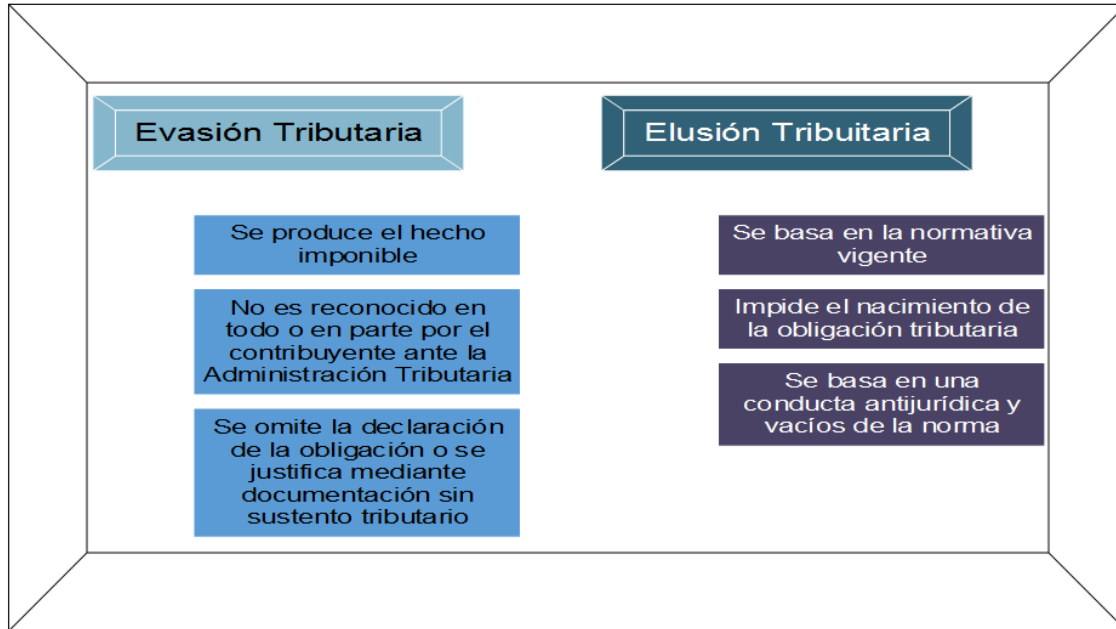 Evasión Tributaria
Se produce el hecho
imponible
No es reconocido en
todo o en parte por el
contribuyente ante la
Administración Tributaria
Se omite la declaración
de la obligación o se
justifica mediante
documentación sin
sustento tributario
Elusión Tribuitaria
Se basa en la normativa
vigente
Impide el nacimiento de
la obligación tributaria
Se basa en una
conducta antijurídica y
vacíos de la norma